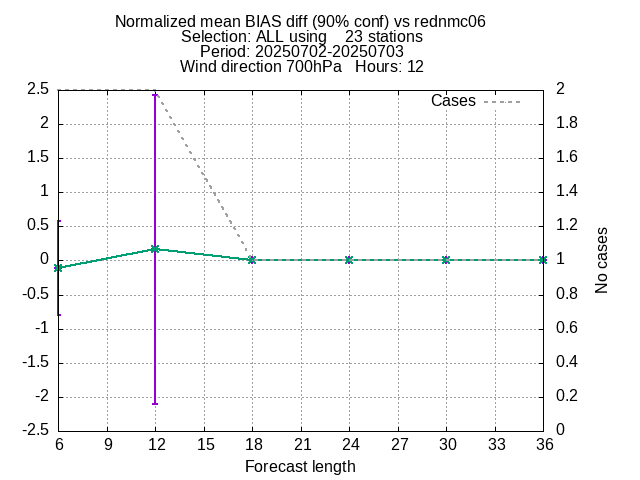 Normalized mean BIAS diff (90% conf) vs rednmc06
Selection: ALL using    23 stations
Period: 20250702-20250703
Wind direction 700hPa   Hours: 12
Cases
2.5
2
1.5
1
0.5
0
-0.5
-1
-1.5
-2
-2.5
2
1.8
1.6
1.4
1.2
1
0.8
0.6
0.4
0.2
0
No cases
6 9 12 15 18 21 24 27 30 33 36
Forecast length